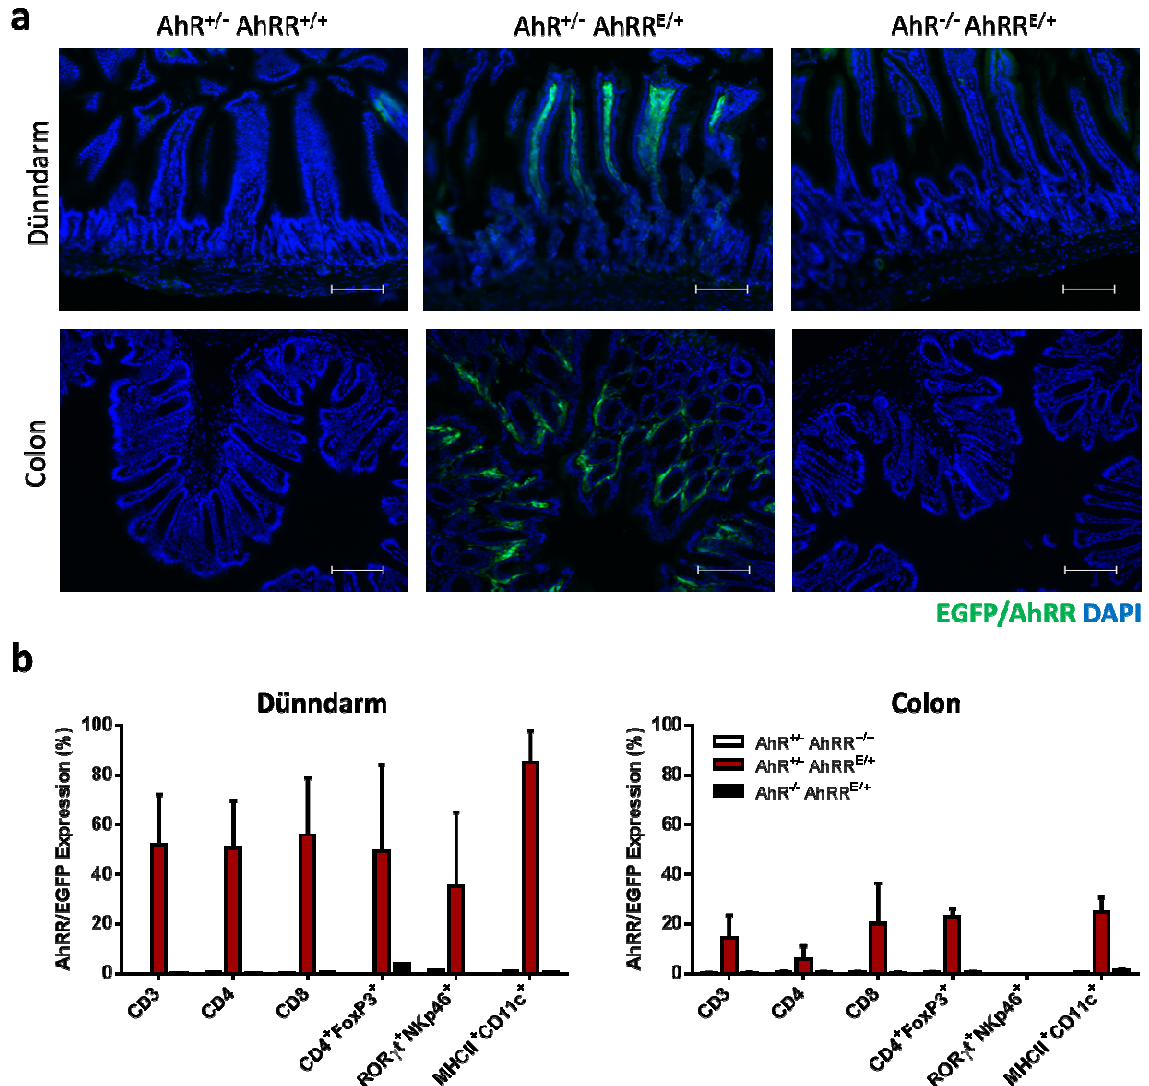 a
AhR+/- AhRR+/+
AhR+/- AhRRE/+
AhR-/- AhRRE/+
Dünndarm
Colon
EGFP/AhRR DAPI
b
Dünndarm
AhRR/EGFP Expression (%)
100
80
60
40
20
0
CD3
CD4
CD8
CD4+FoxP3+
RORγt+NKp46+
MHCII+CD11c+
Colon
AhRR/EGFP Expression (%)
100
80
60
40
20
0
AhR+/- AhRR-/-
AhR+/- AhRRE/+
AhR-/- AhRRE/+
CD3
CD4
CD8
CD4+FoxP3+
RORγt+NKp46+
MHCII+CD11c+